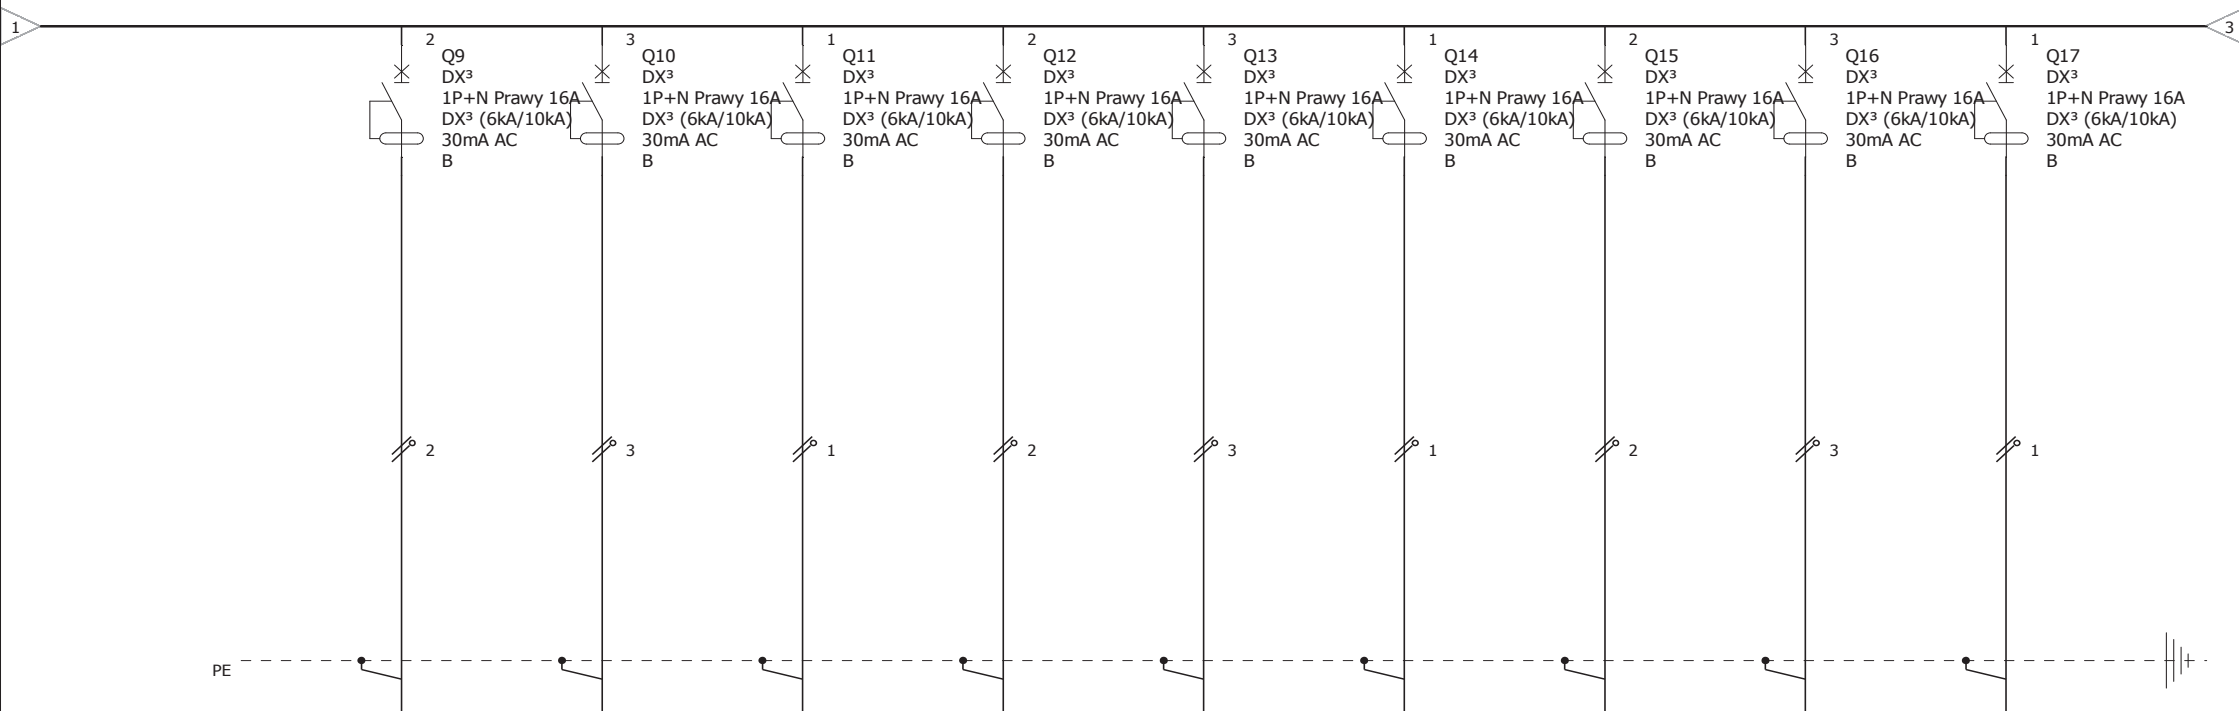 1
3
2
Q9
DX³
1P+N Prawy 16A
DX³ (6kA/10kA)
30mA AC
B
3
Q10
DX³
1P+N Prawy 16A
DX³ (6kA/10kA)
30mA AC
B
1
Q11
DX³
1P+N Prawy 16A
DX³ (6kA/10kA)
30mA AC
B
2
Q12
DX³
1P+N Prawy 16A
DX³ (6kA/10kA)
30mA AC
B
3
Q13
DX³
1P+N Prawy 16A
DX³ (6kA/10kA)
30mA AC
B
1
Q14
DX³
1P+N Prawy 16A
DX³ (6kA/10kA)
30mA AC
B
2
Q15
DX³
1P+N Prawy 16A
DX³ (6kA/10kA)
30mA AC
B
3
Q16
DX³
1P+N Prawy 16A
DX³ (6kA/10kA)
30mA AC
B
1
Q17
DX³
1P+N Prawy 16A
DX³ (6kA/10kA)
30mA AC
B
2
3
1
2
3
1
2
3
1
PE